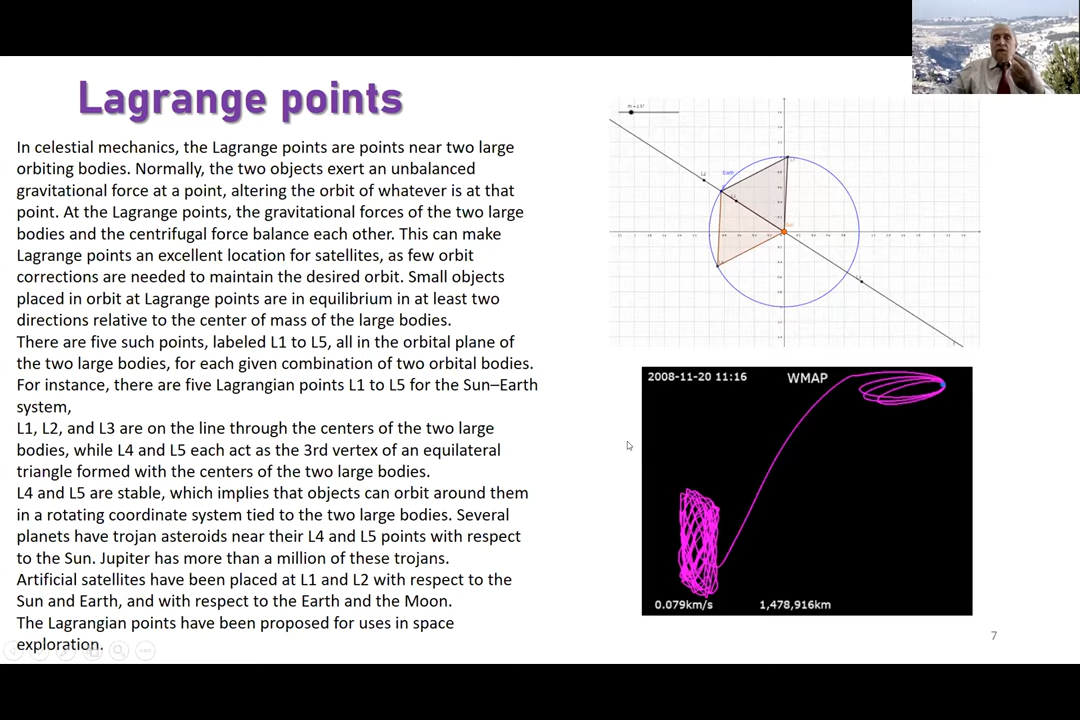 Lagrange points
In celestial mechanics, the Lagrange points are points near two large
orbiting bodies. Normally, the two objects exert an unbalanced
gravitational force at a point, altering the orbit of whatever is at that
point. At the Lagrange points, the gravitational forces of the two large
bodies and the centrifugal force balance each other. This can make
Lagrange points an excellent location for satellites, as few orbit
corrections are needed to maintain the desired orbit. Small objects
placed in orbit at Lagrange points are in equilibrium in at least two
directions relative to the center of mass of the large bodies.
There are five such points, labeled L1 to L5, all in the orbital plane of
the two large bodies, for each given combination of two orbital bodies.
For instance, there are five Lagrangian points L1 to L5 for the Sun–Earth
system,
L1, L2, and L3 are on the line through the centers of the two large
bodies, while L4 and L5 each act as the 3rd vertex of an equilateral
triangle formed with the centers of the two large bodies.
L4 and L5 are stable, which implies that objects can orbit around them
in a rotating coordinate system tied to the two large bodies. Several
planets have trojan asteroids near their L4 and L5 points with respect
to the Sun. Jupiter has more than a million of these trojans.
Artificial satellites have been placed at L1 and L2 with respect to the
Sun and Earth, and with respect to the Earth and the Moon.
The Lagrangian points have been proposed for uses in space
exploration.
Earth
2008-11-20 11:16 WMAP
0.079km/s 1,478,916km
7